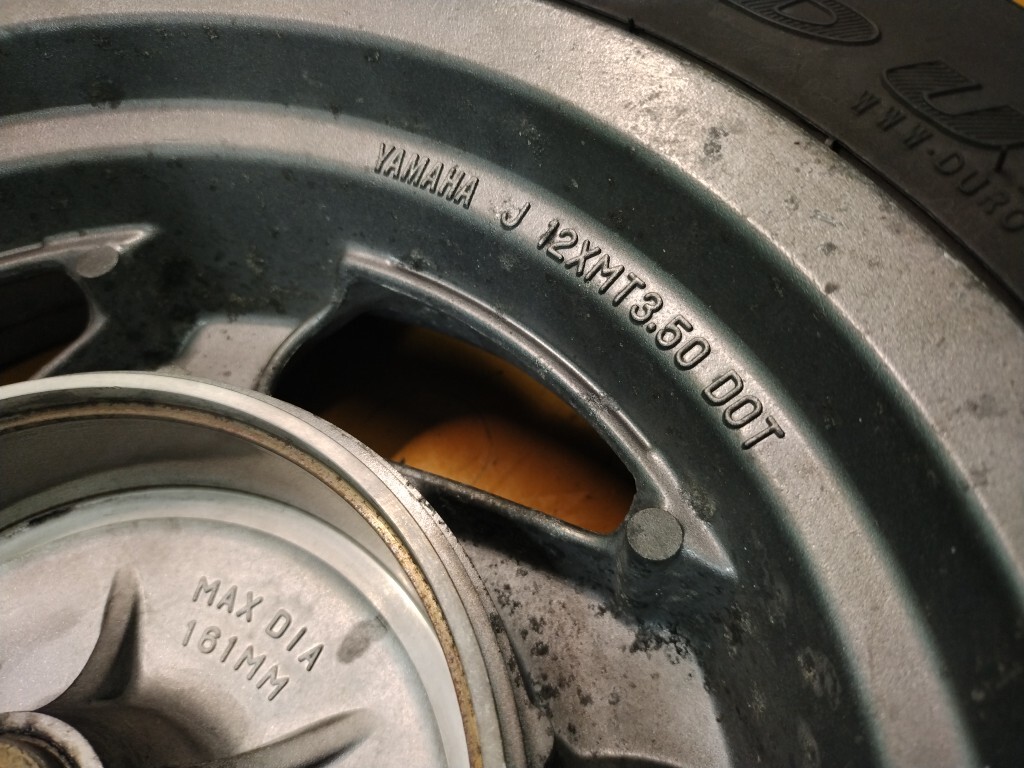 YAMAHA J 12XMT3.50 DOT
MAX DIA
161MM
WWW.DURO